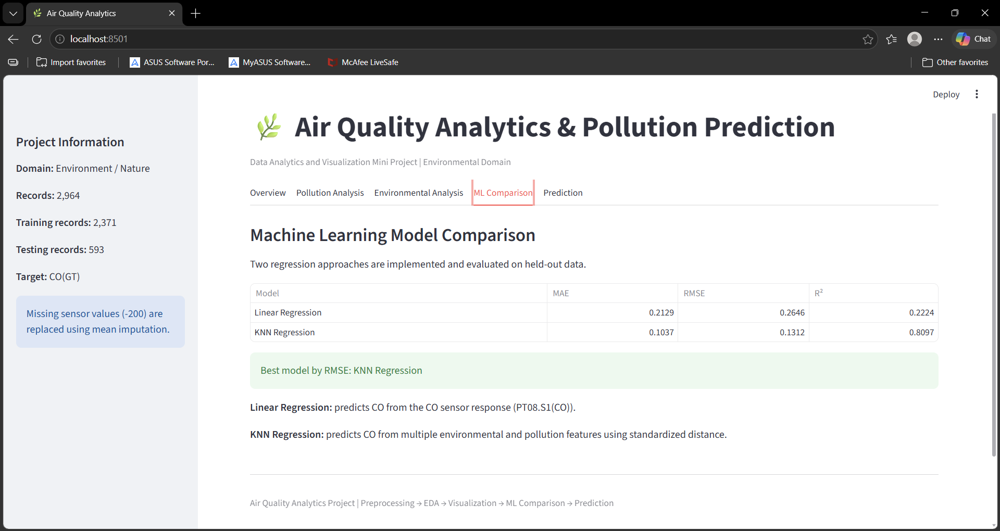 Air Quality Analytics
localhost:8501
Chat
Import favorites
ASUS Software Por...
MyASUS Software...
McAfee LiveSafe
Other favorites
Deploy
Project Information
Domain: Environment / Nature
Records: 2,964
Training records: 2,371
Testing records: 593
Target: CO(GT)
Missing sensor values (-200) are
replaced using mean imputation.
Air Quality Analytics & Pollution Prediction
Data Analytics and Visualization Mini Project | Environmental Domain
Overview Pollution Analysis Environmental Analysis ML Comparison Prediction
Machine Learning Model Comparison
Two regression approaches are implemented and evaluated on held-out data.
Model MAE RMSE R²
Linear Regression 0.2129 0.2646 0.2224
KNN Regression 0.1037 0.1312 0.8097
Best model by RMSE: KNN Regression
Linear Regression: predicts CO from the CO sensor response (PT08.S1(CO)).
KNN Regression: predicts CO from multiple environmental and pollution features using standardized distance.
Air Quality Analytics Project | Preprocessing → EDA → Visualization → ML Comparison → Prediction